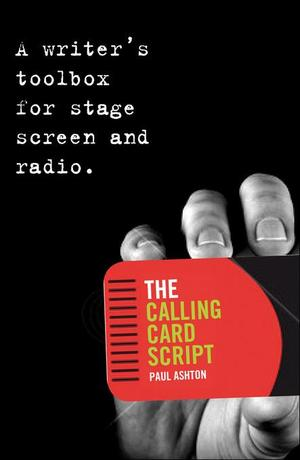 A writer's
toolbox
for stage
screen and
radio.
THE
CALLING
CARD
SCRIPT
PAUL ASHTON